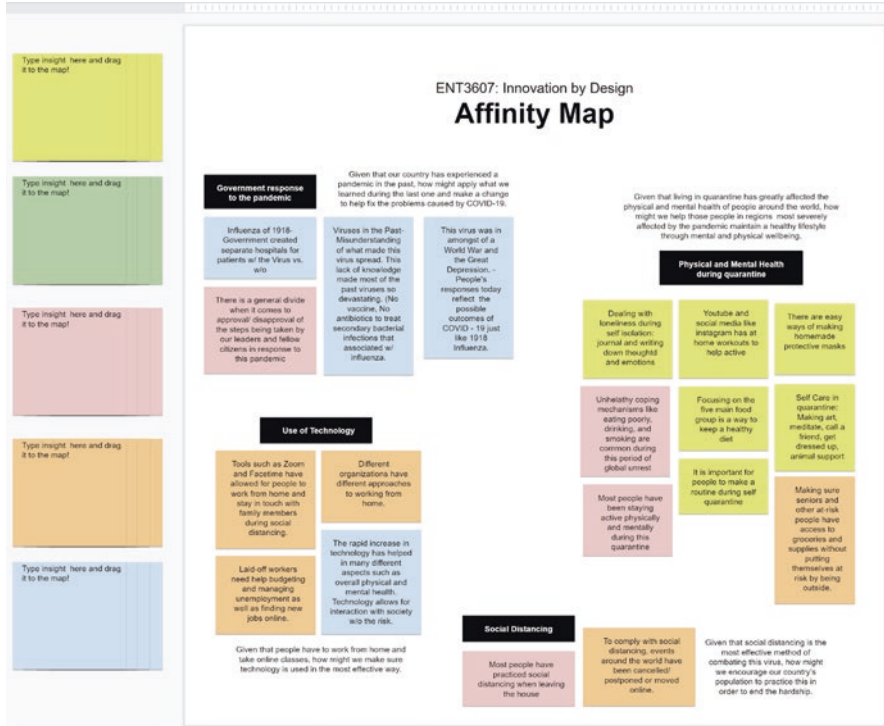 Type insight here and drag
it to the map!
Type insight here and drag
it to the map!
Type insight here and drag
it to the map!
Type insight here and drag
it to the map!
Type insight here and drag
it to the map!
ENT3607: Innovation by Design
Affinity Map
Government response
to the pandemic
Given that our country has experienced a
pandemic in the past, how might apply what we
learned during the last one and make a change
to help fix the problems caused by COVID-19.
Influenza of 1918-
Government created
separate hospitals for
patients w/ the Virus vs.
w/o
There is a general divide
when it comes to
approval/ disapproval of
the steps being taken by
our leaders and fellow
citizens in response to
this pandemic
Viruses in the Past-
Misunderstanding
of what made this
virus spread. This
lack of knowledge
made most of the
past viruses so
devastating. (No
vaccine, No
antibiotics to treat
secondary bacterial
infections that
associated w/
influenza.
This virus was in
amongst of a
World War and
the Great
Depression. -
People's
responses today
reflect the
possible
outcomes of
COVID - 19 just
like 1918
Influenza.
Given that living in quarantine has greatly affected the
physical and mental health of people around the world, how
might we help those people in regions most severely
affected by the pandemic maintain a healthy lifestyle
through mental and physical wellbeing.
Physical and Mental Health
during quarantine
Dealing with
loneliness during
self isolation:
journal and writing
down thoughtd
and emotions
Youtube and
social media like
instagram has at
home workouts to
help active
There are easy
ways of making
homemade
protective masks
Unhelathy coping
mechanisms like
eating poorly,
drinking, and
smoking are
common during
this period of
global unrest
Focusing on the
five main food
group is a way to
keep a healthy
diet
Self Care in
quarantine:
Making art,
meditate, call a
friend, get
dressed up,
animal support
Most people have
been staying
active physically
and mentally
during this
quarantine
It is important for
people to make a
routine during self
quarantine
Making sure
seniors and
other at-risk
people have
access to
groceries and
supplies without
putting
themselves at
risk by being
outside.
Use of Technology
Tools such as Zoom
and Facetime have
allowed for people to
work from home and
stay in touch with
family members
during social
distancing.
Different
organizations have
different approaches
to working from
home.
Laid-off workers
need help budgeting
and managing
unemployment as
well as finding new
jobs online.
The rapid increase in
technology has helped
in many different
aspects such as
overall physical and
mental health.
Technology allows for
interaction with society
w/o the risk.
Given that people have to work from home and
take online classes, how might we make sure
technology is used in the most effective way.
Social Distancing
Most people have
practiced social
distancing when leaving
the house
To comply with social
distancing, events
around the world have
been cancelled/
postponed or moved
online.
Given that social distancing is the
most effective method of
combating this virus, how might
we encourage our country's
population to practice this in
order to end the hardship.